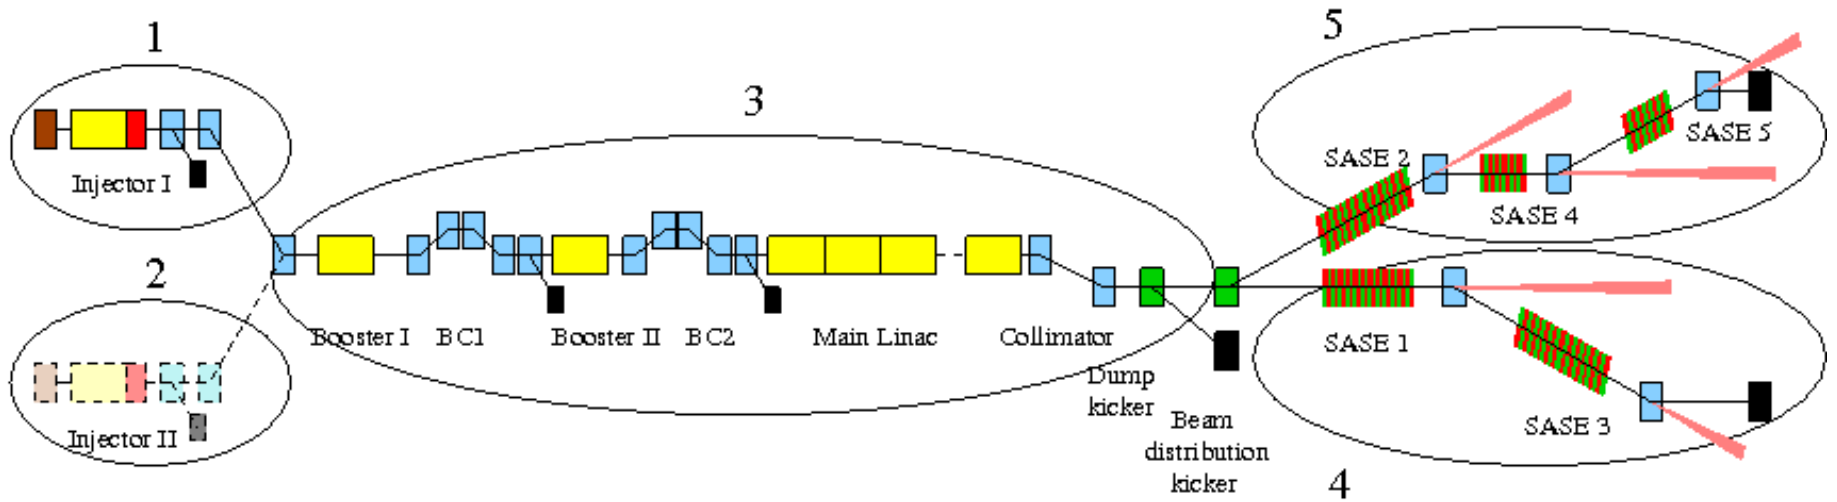 1
Injector I
2
Injector II
3
Booster I
BC1
Booster II
BC2
Main Linac
Collimator
Dump
kicker
Beam
distribution
kicker
5
SASE 2
SASE 4
SASE 5
SASE 1
SASE 3
4